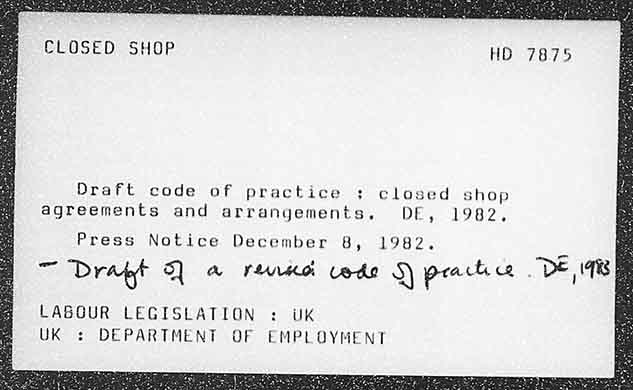 CLOSED SHOP
HD 7875
Draft code of practice : closed shop
agreements and arrangements. DE, 1982.
Press Notice December 8, 1982.
- Draft of a revised code of practice. DE, 1983
LABOUR LEGISLATION : UK
UK : DEPARTMENT OF EMPLOYMENT